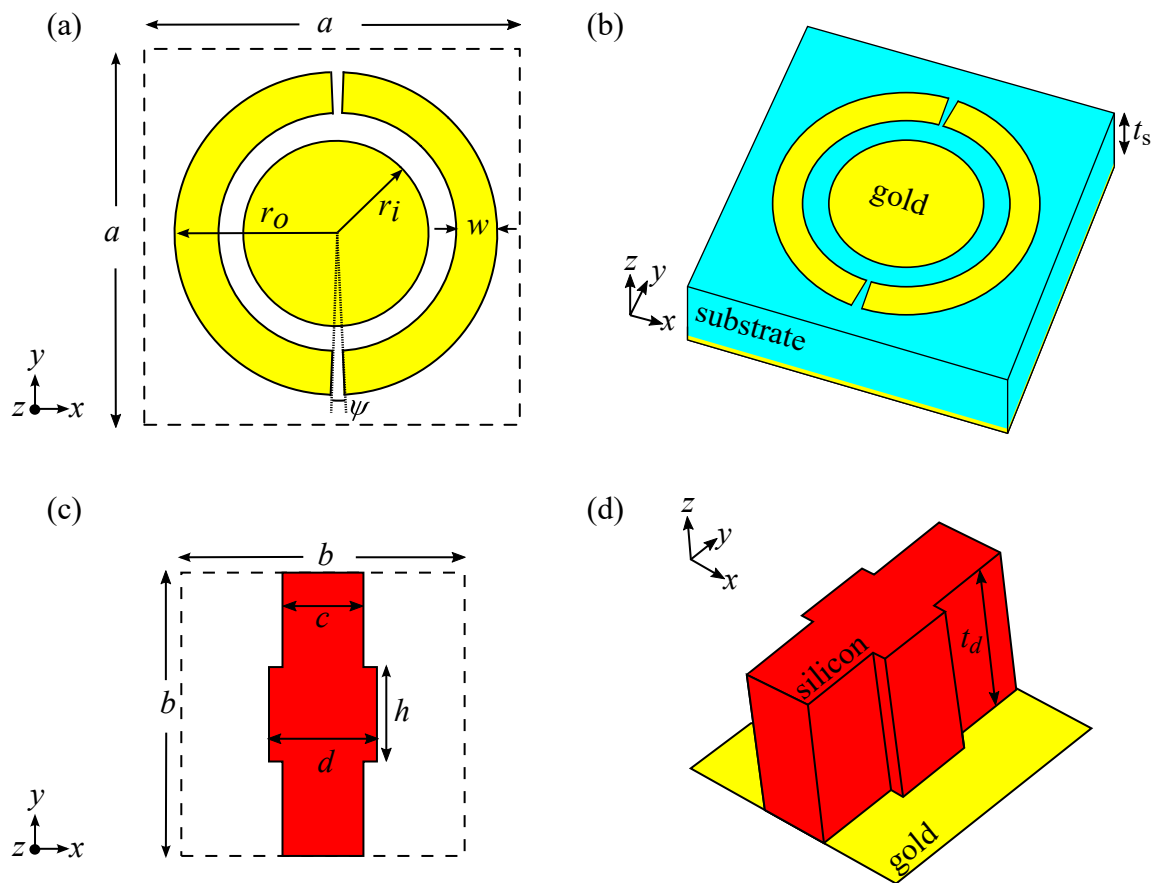 (a)
a
a
r_o
r_i
w
ψ
y
z
x
(b)
t_s
gold
substrate
z
y
x
(c)
b
b
c
h
d
y
z
x
(d)
z
y
x
silicon
t_d
gold